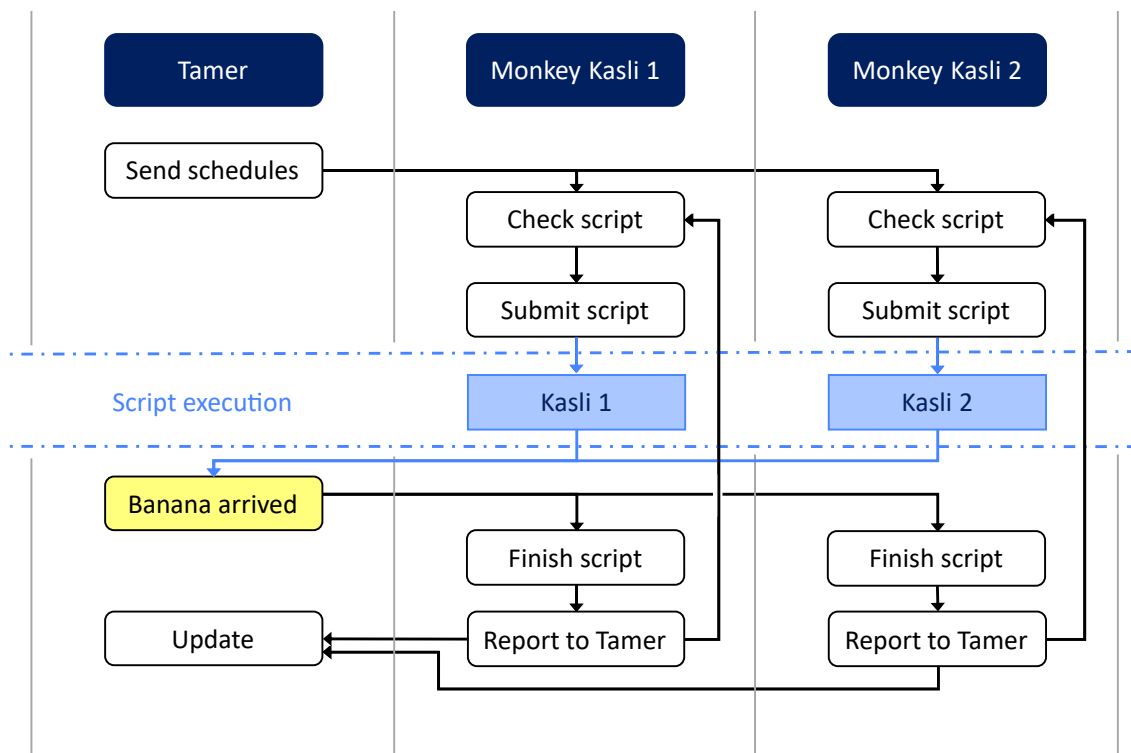 Tamer
Monkey Kasli 1
Monkey Kasli 2
Send schedules
Check script
Check script
Submit script
Submit script
Script execution
Kasli 1
Kasli 2
Banana arrived
Finish script
Finish script
Update
Report to Tamer
Report to Tamer